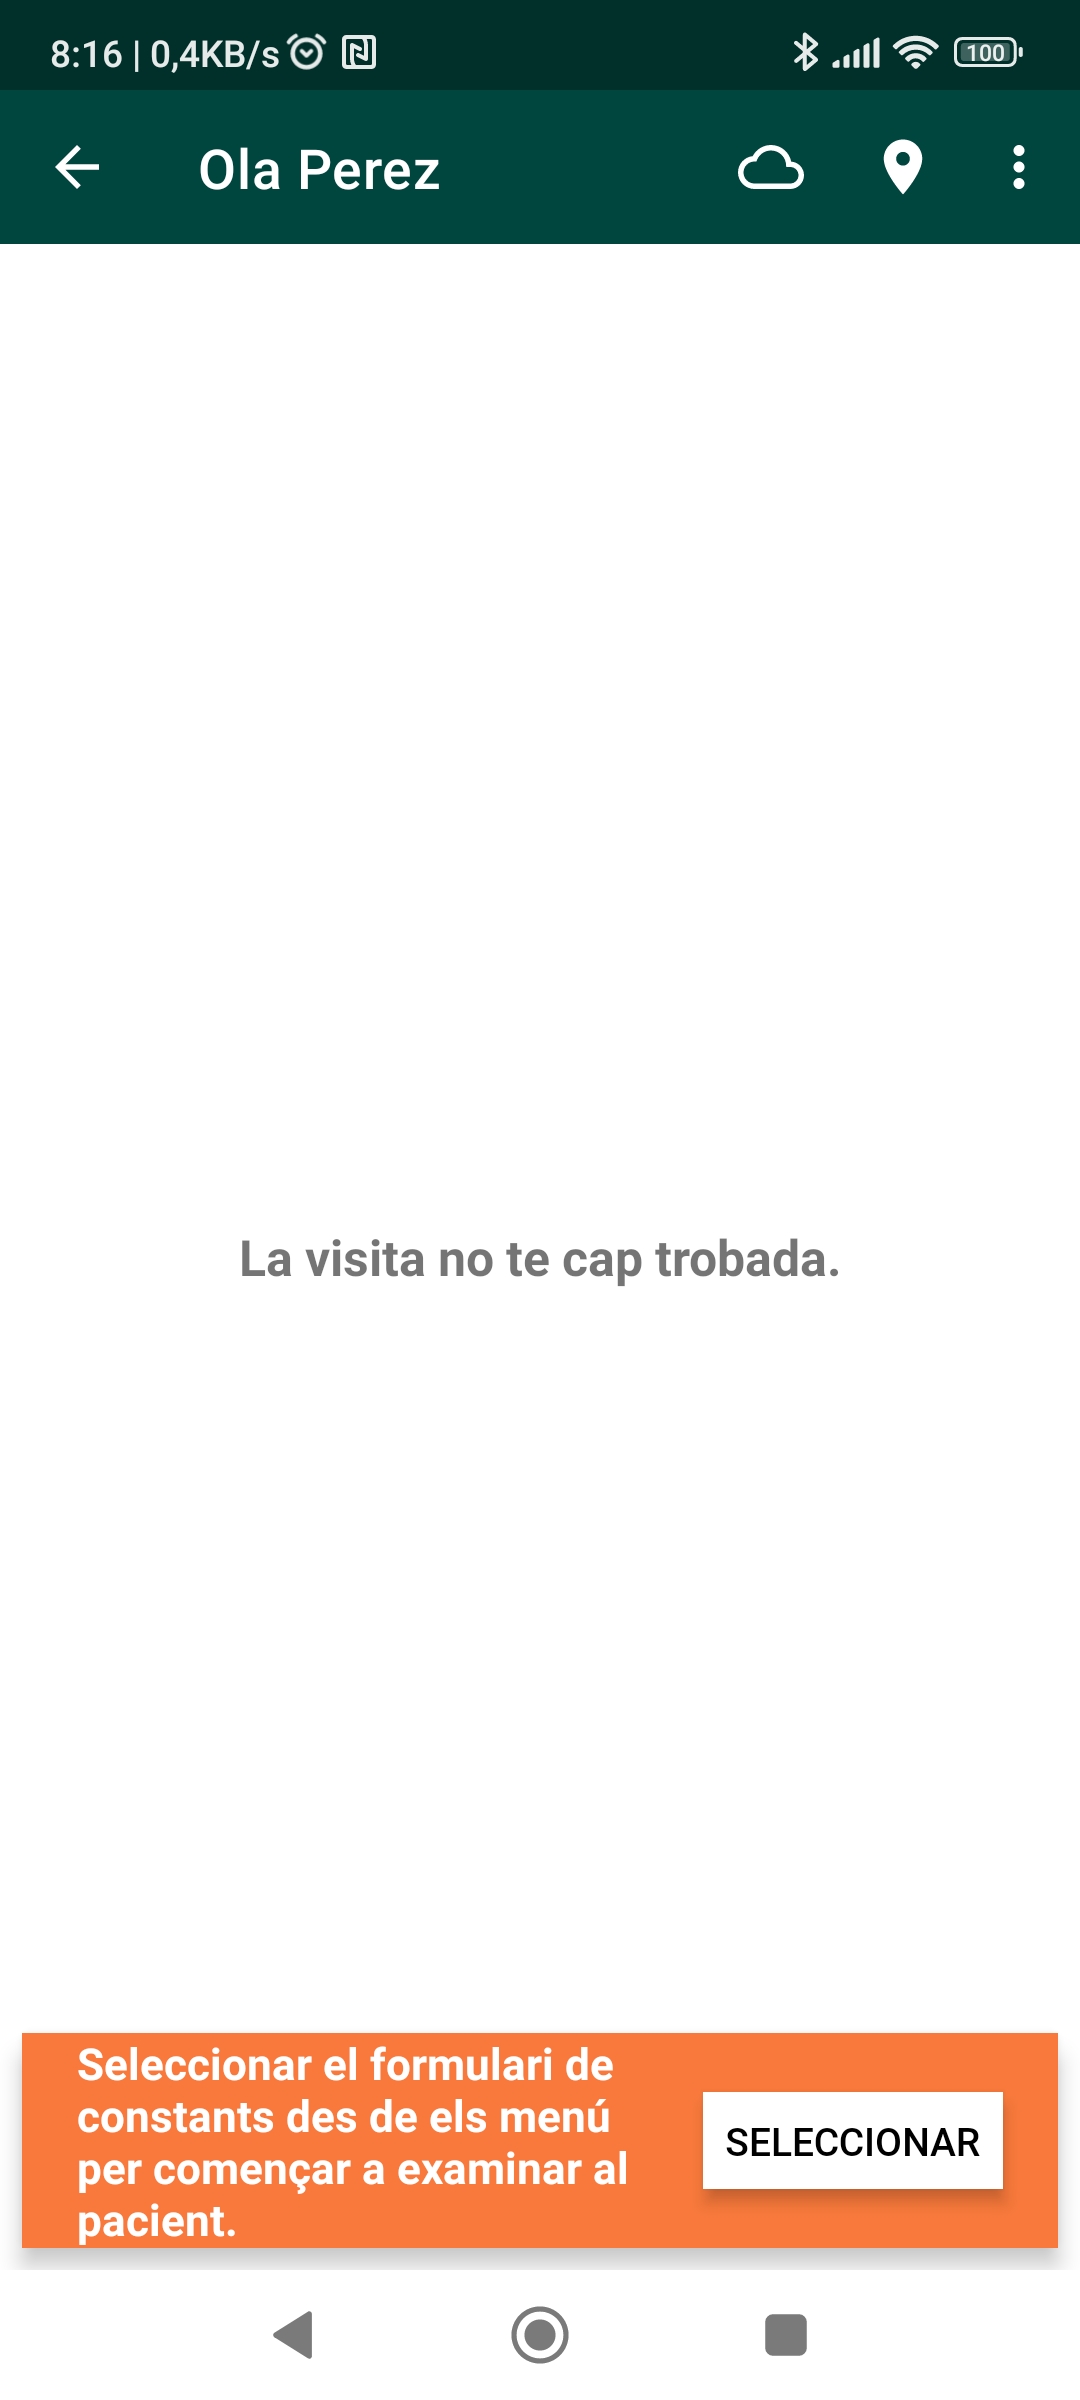 8:16 | 0,4KB/s
100
Ola Perez
La visita no te cap trobada.
Seleccionar el formulari de
constants des de els menú
per començar a examinar al
pacient.
SELECCIONAR